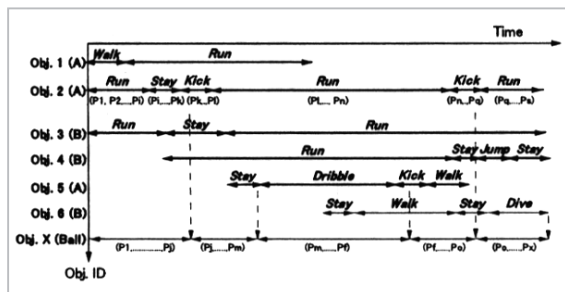 Time
Walk Run
Obj. 1 (A)
Run Stay Kick Run Kick Run
Obj. 2 (A)
(P1, P2,..,Pi) (Pi,..,Pk) (Pk,.,Pl) (PL,.., Pn) (Pn,.,Pq) (Pq,...,Ps)
Run Stay Run
Obj. 3 (B)
Run Stay Jump Stay
Obj. 4 (B)
Stay Dribble Kick Walk
Obj. 5 (A)
Stay Walk Stay Dive
Obj. 6 (B)
Obj. X (Ball)
(P1,..............,Pj) (Pj,....,Pm) (Pm,....,Pf) (Pf,....,Po) (Po,....,Px)
Obj. ID